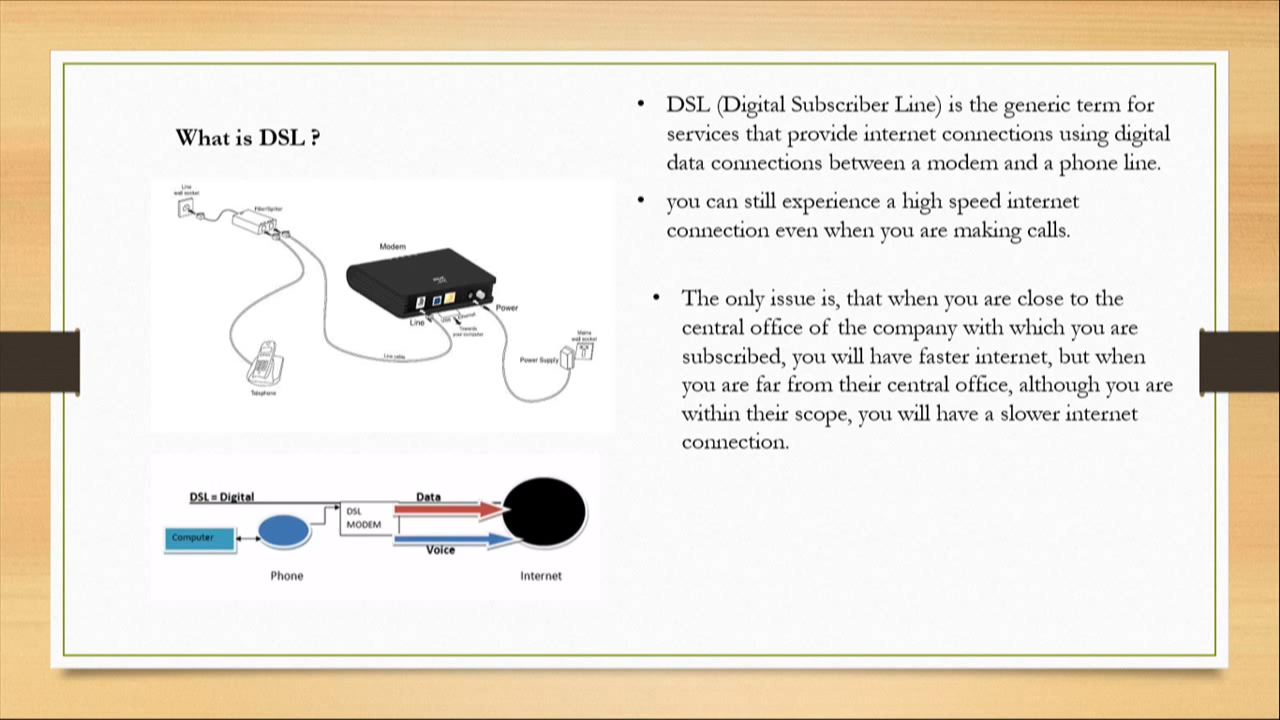 What is DSL ?
Line
wall socket
Filter/Splitter
Modem
Line
Power
Towards
your computer
Line cable
Power Supply
Mains
wall socket
Telephone
DSL = Digital
Data
DSL
MODEM
Computer
Voice
Phone
Internet
• DSL (Digital Subscriber Line) is the generic term for
services that provide internet connections using digital
data connections between a modem and a phone line.
• you can still experience a high speed internet
connection even when you are making calls.
• The only issue is, that when you are close to the
central office of the company with which you are
subscribed, you will have faster internet, but when
you are far from their central office, although you are
within their scope, you will have a slower internet
connection.